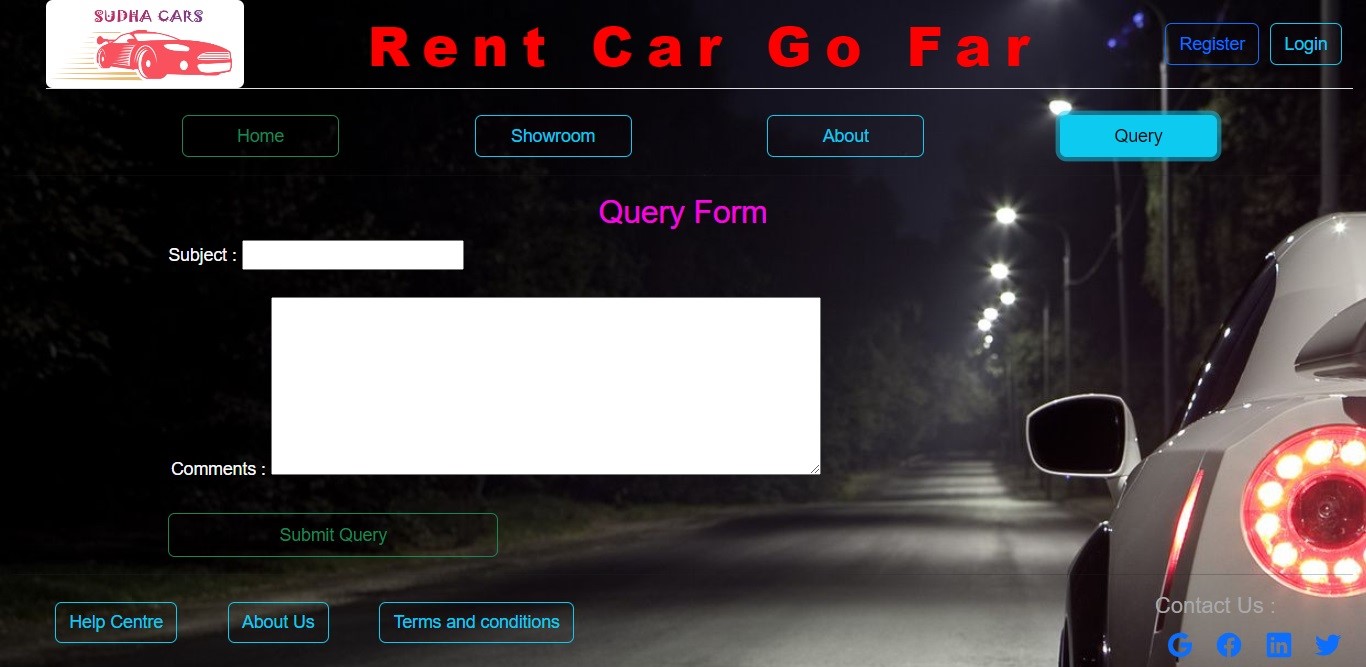 SUDHA CARS
Rent Car Go Far
Register
Login
Home
Showroom
About
Query
Query Form
Subject :
Comments :
Submit Query
Help Centre
About Us
Terms and conditions
Contact Us :